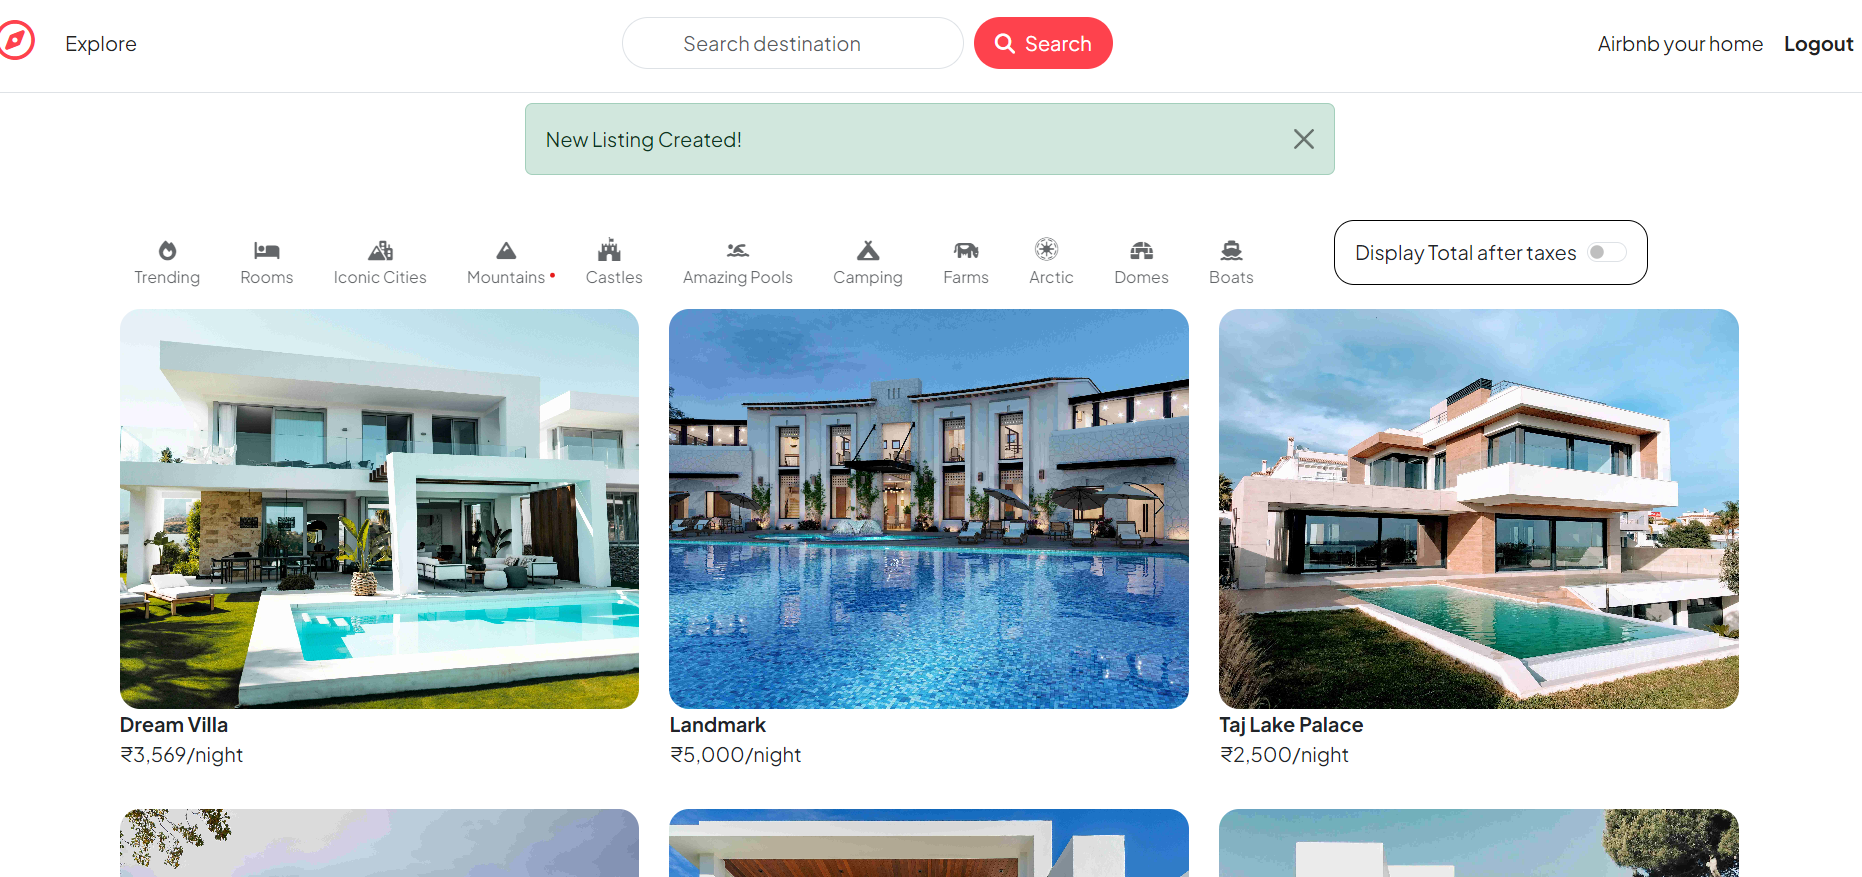 Explore
Search destination
Search
Airbnb your home
Logout
New Listing Created!
Trending
Rooms
Iconic Cities
Mountains
Castles
Amazing Pools
Camping
Farms
Arctic
Domes
Boats
Display Total after taxes
Dream Villa
₹3,569/night
Landmark
₹5,000/night
Taj Lake Palace
₹2,500/night